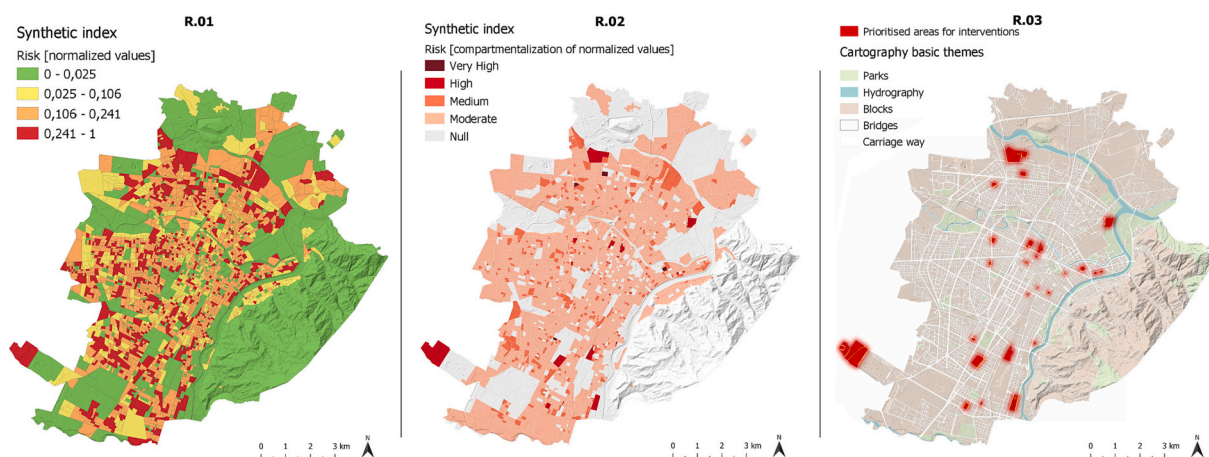 R.01
Synthetic index
Risk [normalized values]
0 - 0,025
0,025 - 0,106
0,106 - 0,241
0,241 - 1
0 1 2 3 km
N
R.02
Synthetic index
Risk [compartmentalization of normalized values]
Very High
High
Medium
Moderate
Null
0 1 2 3 km
N
R.03
Prioritised areas for interventions
Cartography basic themes
Parks
Hydrography
Blocks
Bridges
Carriage way
0 1 2 3 km
N